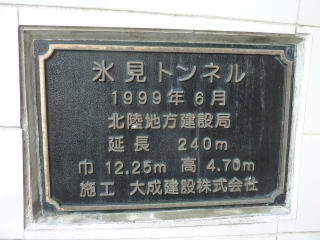 氷見トンネル
1999年6月
北陸地方建設局
延長 240m
巾 12.25m 高 4.70m
施工 大成建設株式会社